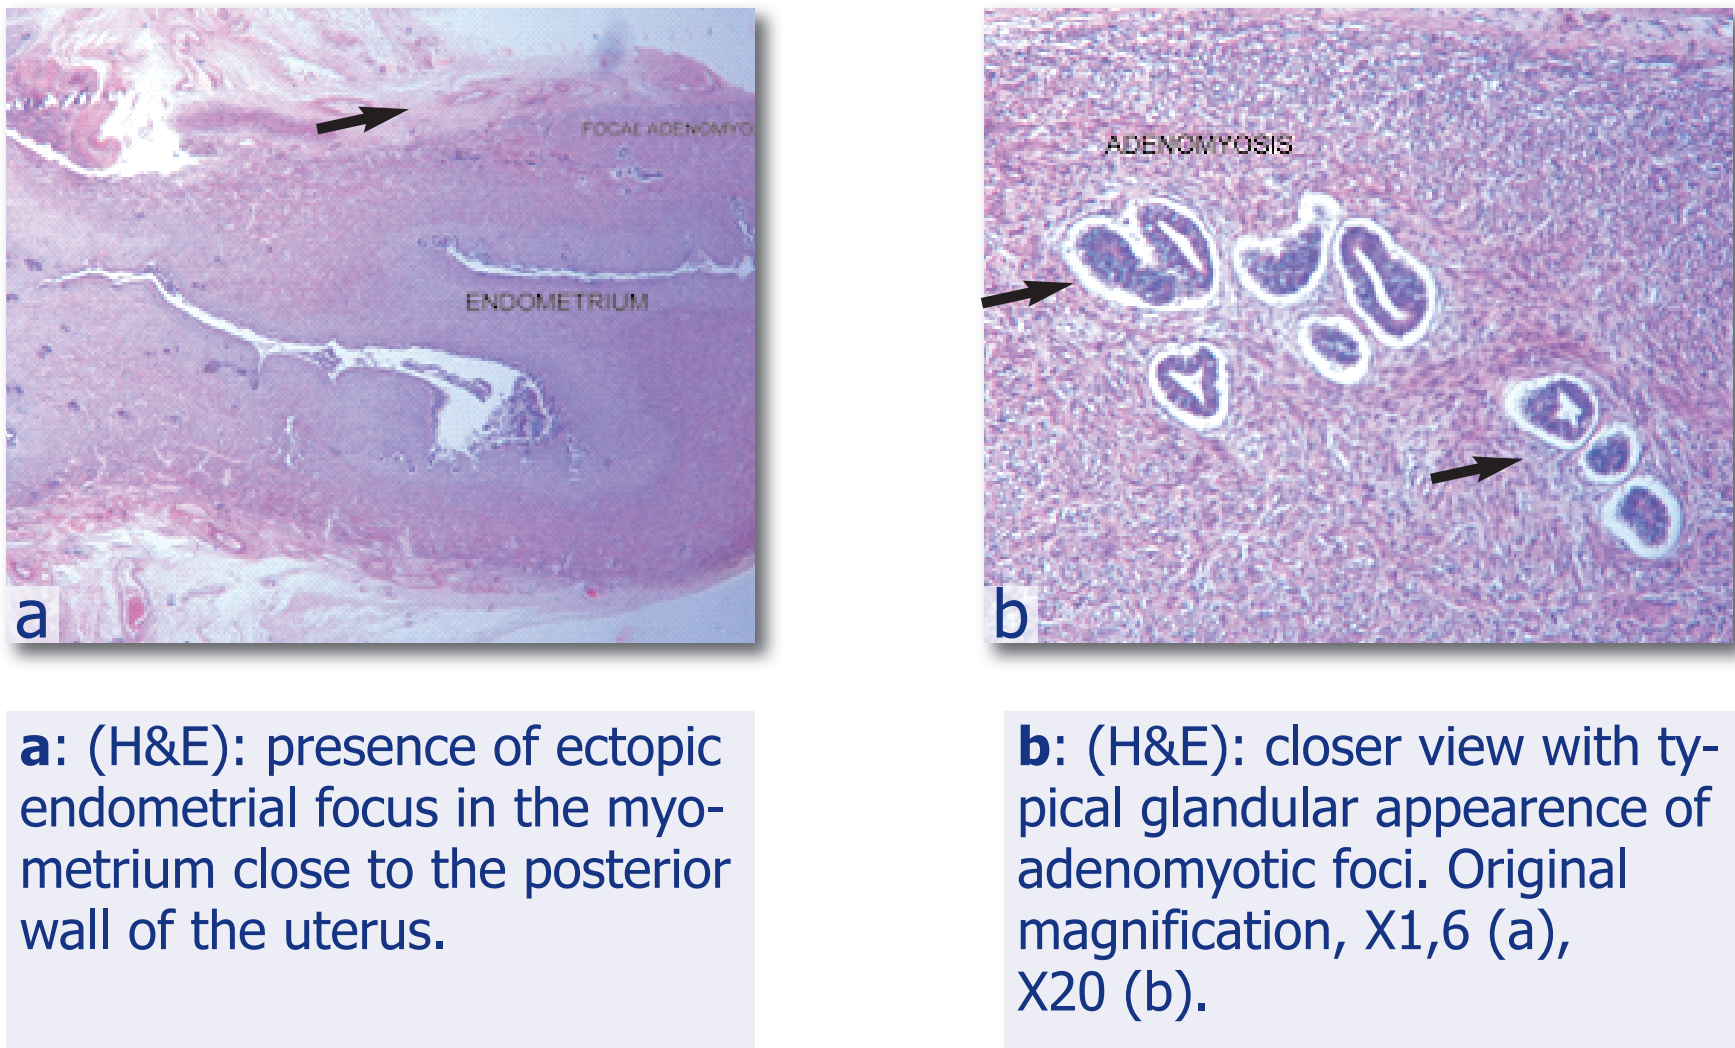 FOCAL ADENOMYO
ENDOMETRIUM
a
ADENOMYOSIS
b
a: (H&E): presence of ectopic
endometrial focus in the myo-
metrium close to the posterior
wall of the uterus.
b: (H&E): closer view with ty-
pical glandular appearence of
adenomyotic foci. Original
magnification, X1,6 (a),
X20 (b).